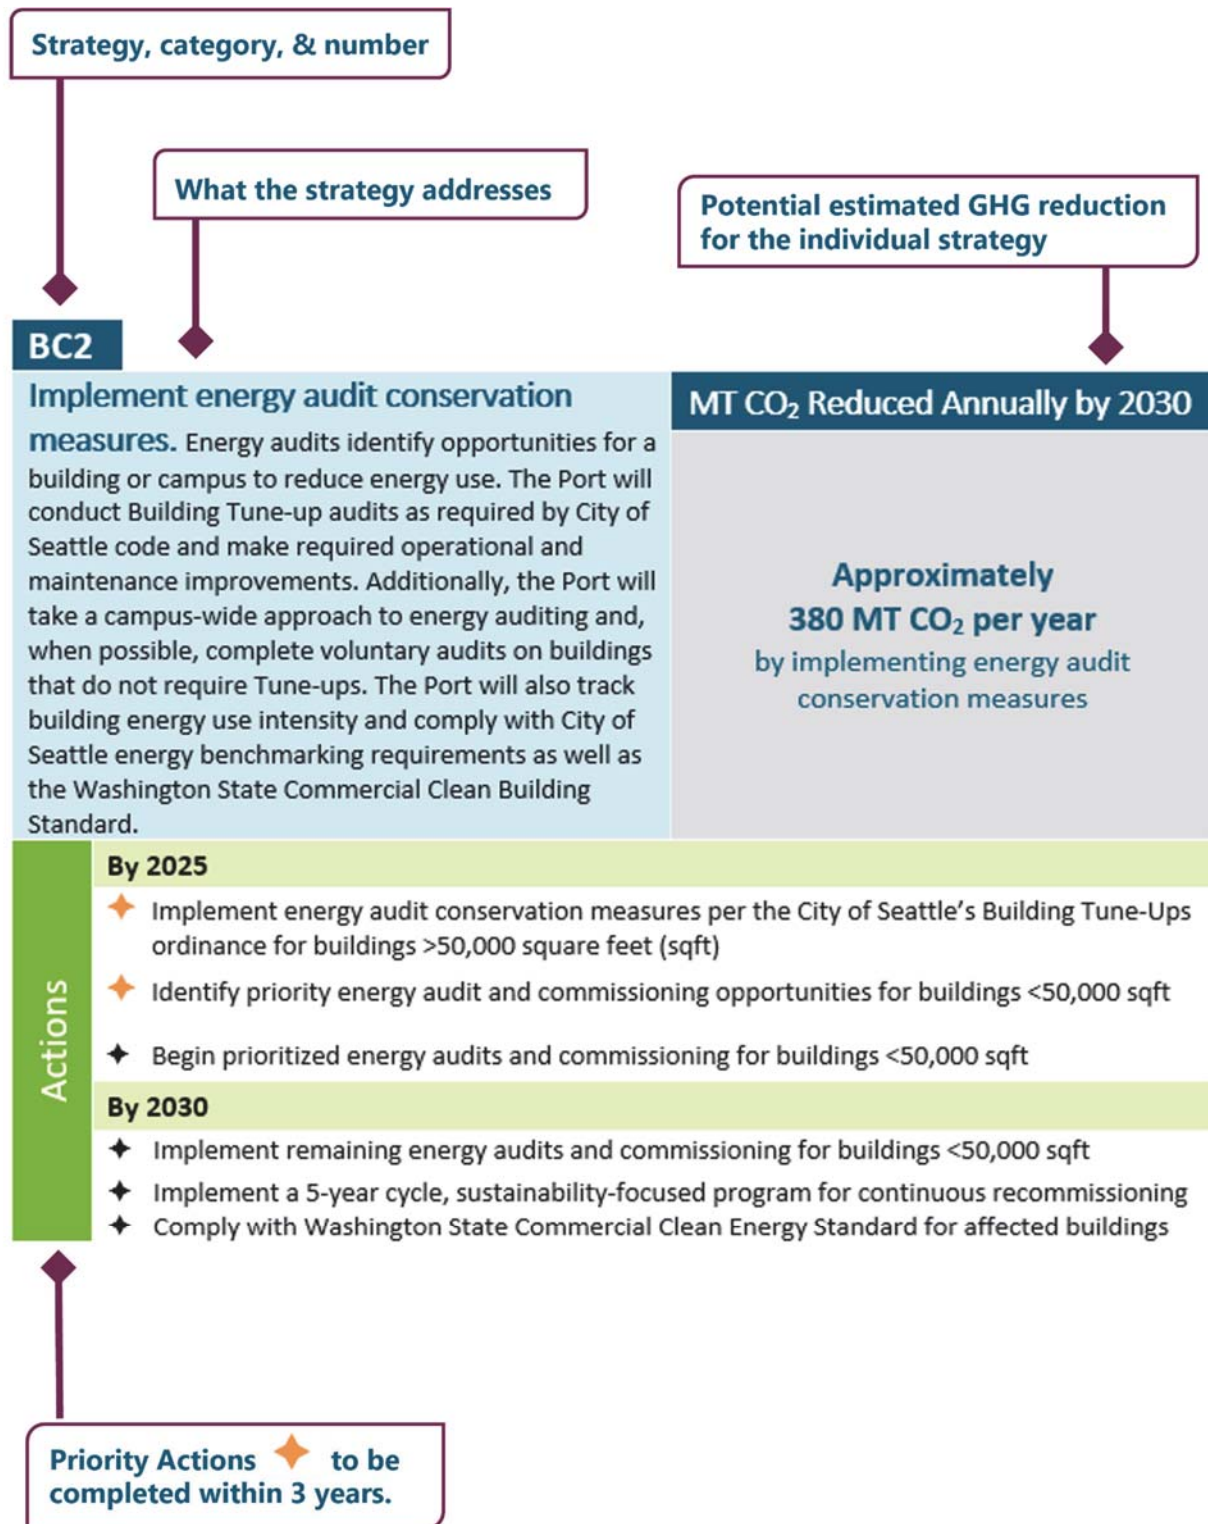 Strategy, category, & number
What the strategy addresses
Potential estimated GHG reduction
for the individual strategy
BC2
Implement energy audit conservation
measures. Energy audits identify opportunities for a
building or campus to reduce energy use. The Port will
conduct Building Tune-up audits as required by City of
Seattle code and make required operational and
maintenance improvements. Additionally, the Port will
take a campus-wide approach to energy auditing and,
when possible, complete voluntary audits on buildings
that do not require Tune-ups. The Port will also track
building energy use intensity and comply with City of
Seattle energy benchmarking requirements as well as
the Washington State Commercial Clean Building
Standard.
MT CO₂ Reduced Annually by 2030
Approximately
380 MT CO₂ per year
by implementing energy audit
conservation measures
Actions
By 2025
Implement energy audit conservation measures per the City of Seattle's Building Tune-Ups
ordinance for buildings >50,000 square feet (sqft)
Identify priority energy audit and commissioning opportunities for buildings <50,000 sqft
Begin prioritized energy audits and commissioning for buildings <50,000 sqft
By 2030
Implement remaining energy audits and commissioning for buildings <50,000 sqft
Implement a 5-year cycle, sustainability-focused program for continuous recommissioning
Comply with Washington State Commercial Clean Energy Standard for affected buildings
Priority Actions to be
completed within 3 years.